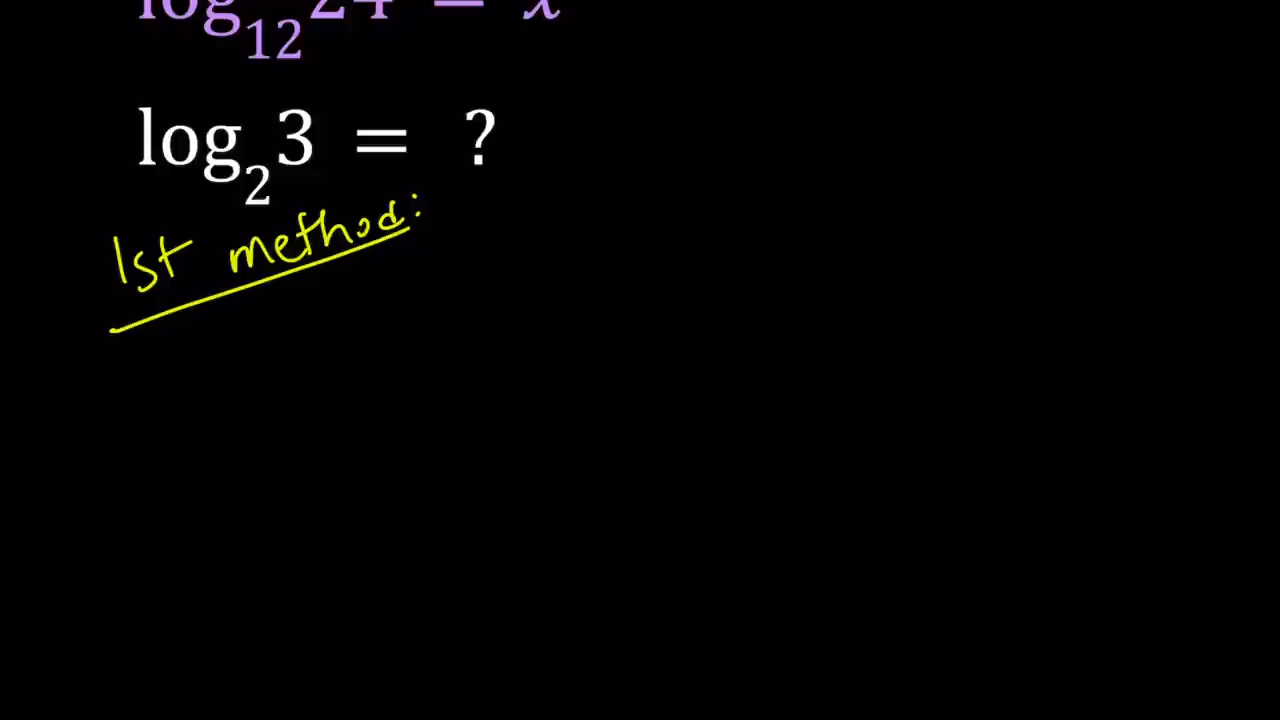 log₁₂24 = x
log₂3 = ?
1st method: